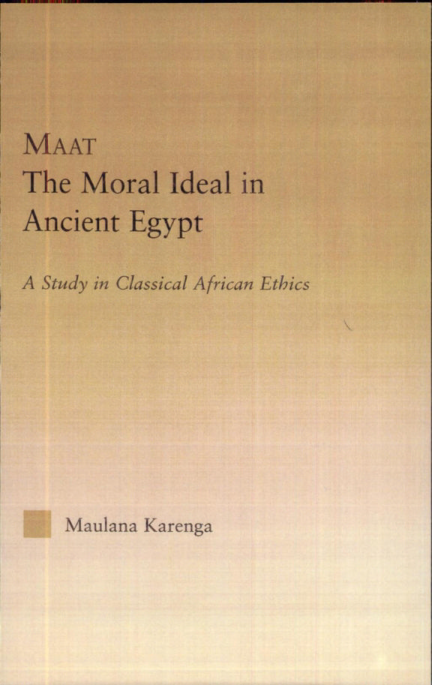 MAAT
The Moral Ideal in
Ancient Egypt
A Study in Classical African Ethics
Maulana Karenga